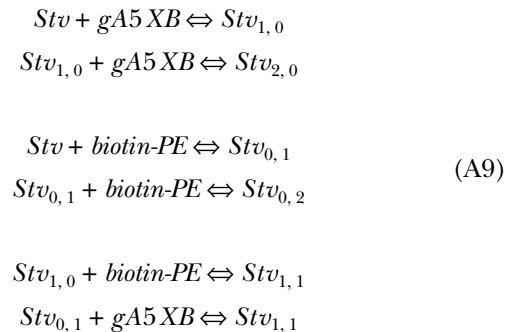 Stv + gA5XB ⇔ Stv1, 0
Stv1, 0 + gA5XB ⇔ Stv2, 0
Stv + biotin-PE ⇔ Stv0, 1
(A9)
Stv0, 1 + biotin-PE ⇔ Stv0, 2
Stv1, 0 + biotin-PE ⇔ Stv1, 1
Stv0, 1 + gA5XB ⇔ Stv1, 1